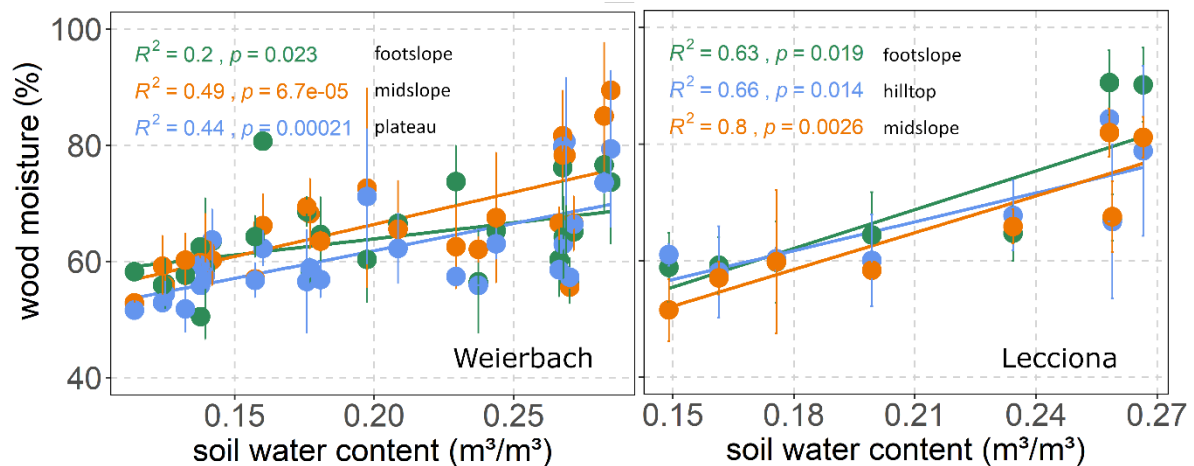 wood moisture (%)
100
80
60
40
R² = 0.2 , p = 0.023 footslope
R² = 0.49 , p = 6.7e-05 midslope
R² = 0.44 , p = 0.00021 plateau
Weierbach
0.15 0.20 0.25
soil water content (m³/m³)
R² = 0.63 , p = 0.019 footslope
R² = 0.66 , p = 0.014 hilltop
R² = 0.8 , p = 0.0026 midslope
Lecciona
0.15 0.18 0.21 0.24 0.27
soil water content (m³/m³)